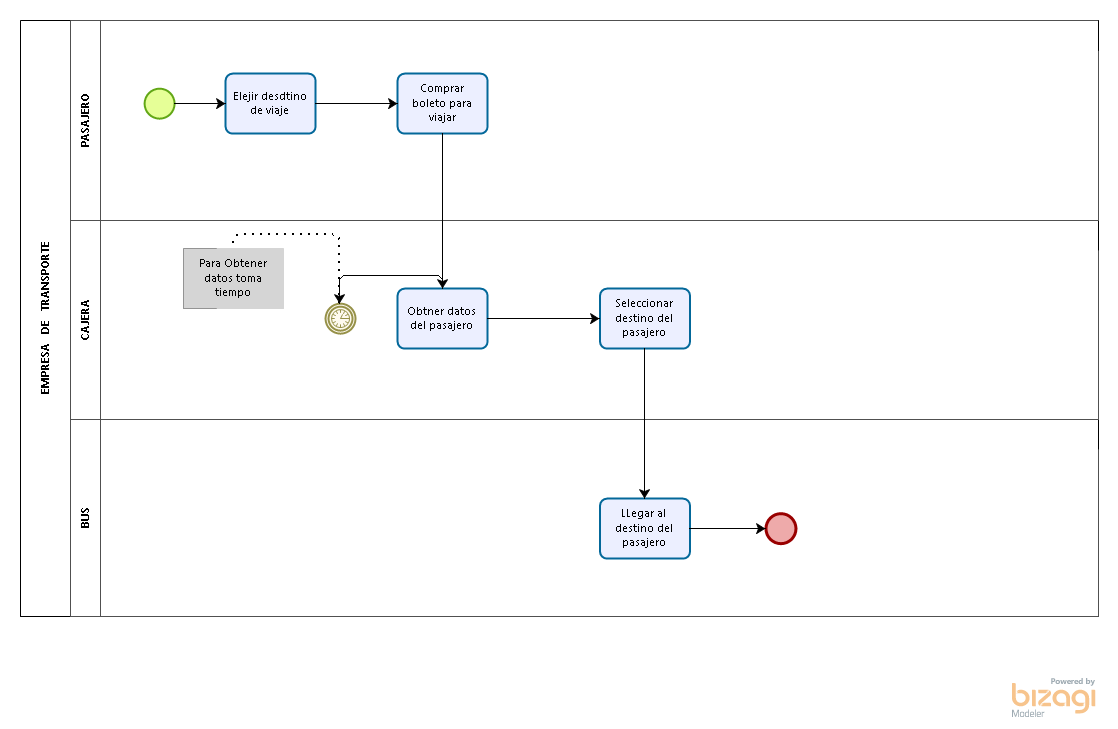 EMPRESA DE TRANSPORTE
PASAJERO
Elejir desdtino
de viaje
Comprar
boleto para
viajar
CAJERA
Para Obtener
datos toma
tiempo
Obtner datos
del pasajero
Seleccionar
destino del
pasajero
BUS
LLegar al
destino del
pasajero
Powered by
bizagi
Modeler